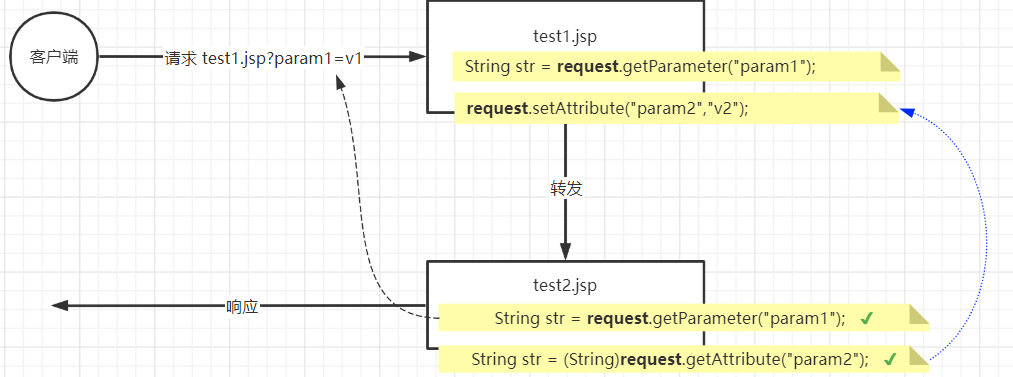 客户端
请求 test1.jsp?param1=v1
test1.jsp
String str = request.getParameter("param1");
request.setAttribute("param2","v2");
转发
test2.jsp
响应
String str = request.getParameter("param1"); ✓
String str = (String)request.getAttribute("param2"); ✓